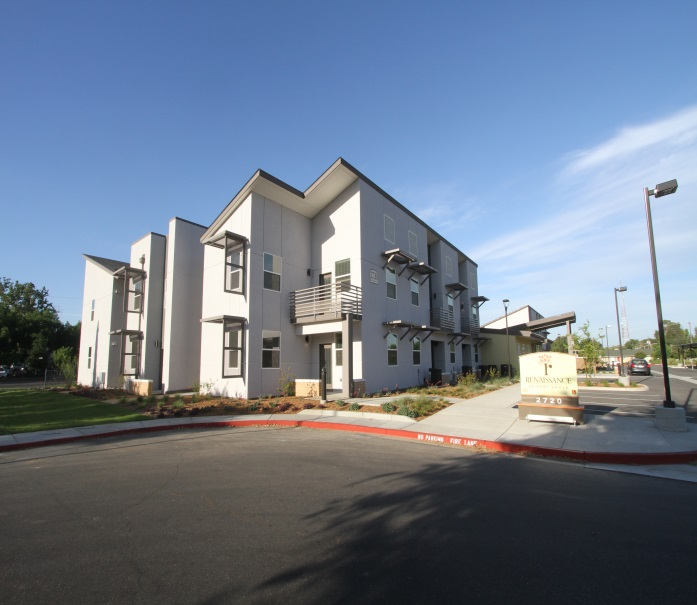 r
RENAISSANCE
2720
NO PARKING FIRE LANE